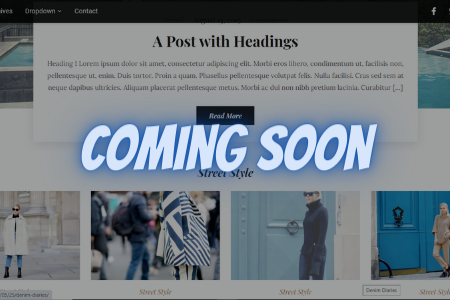 Dropdown
Contact
A Post with Headings
Heading 1 Lorem ipsum dolor sit amet, consectetur adipiscing elit. Morbi eros libero, condimentum ut, facilisis non,
pellentesque ut, enim. Duis tortor. Proin a quam. Phasellus pellentesque volutpat felis. Nulla facilisi. Cras sed sem at
neque dapibus ultricies. Aliquam placerat pellentesque metus. Morbi ac dui non nibh pretium lacinia. Curabitur [...]
Read More
COMING SOON
Street Style
Street Style
Street Style
Street Style
Denim Diaries
/denim-diaries/